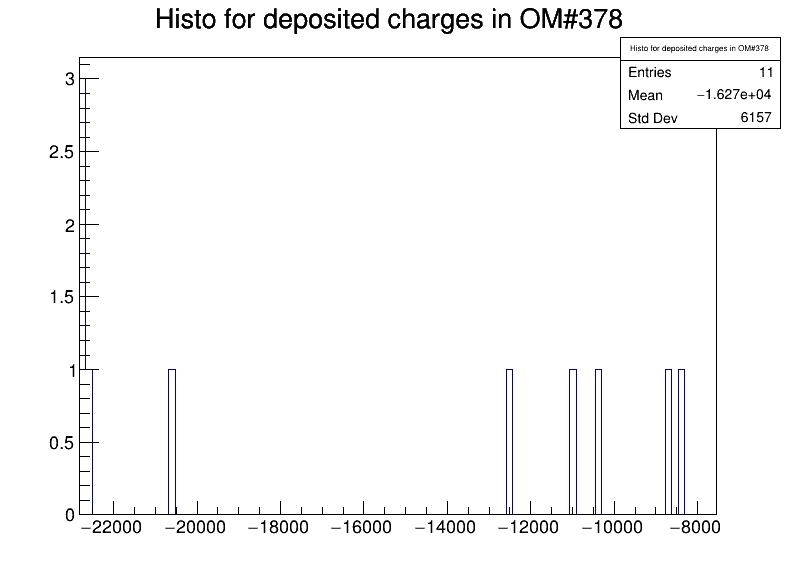 Histo for deposited charges in OM#378
Histo for deposited charges in OM#378
Entries 11
Mean −1.627e+04
Std Dev 6157
3
2.5
2
1.5
1
0.5
0
−22000 −20000 −18000 −16000 −14000 −12000 −10000 −8000